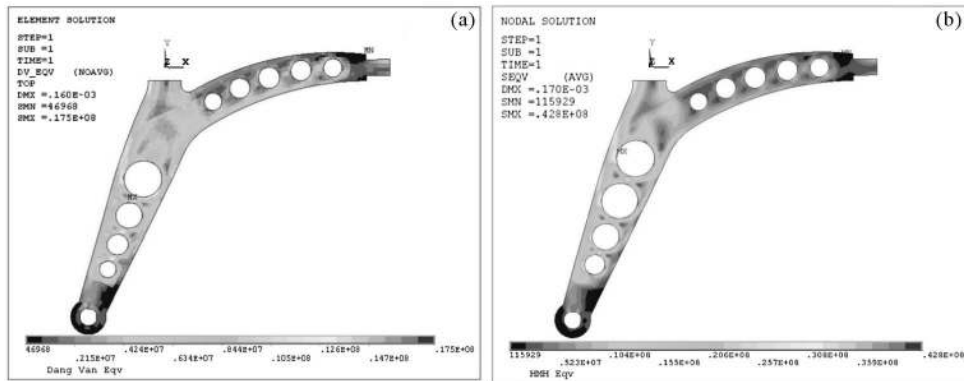 (a)
ELEMENT SOLUTION
STEP=1
SUB =1
TIME=1
DV_EQV (NOAVG)
TOP
DMX =.160E-03
SMN =46968
SMX =.175E+08
Y
Z X
MN
MX
46968 .215E+07 .424E+07 .634E+07 .844E+07 .105E+08 .126E+08 .147E+08 .175E+08
Dang Van Eqv
(b)
NODAL SOLUTION
STEP=1
SUB =1
TIME=1
SEQV (AVG)
DMX =.170E-03
SMN =115929
SMX =.428E+08
Y
Z X
MN
MX
115929 .523E+07 .104E+08 .155E+08 .206E+08 .257E+08 .308E+08 .359E+08 .428E+08
HMH Eqv